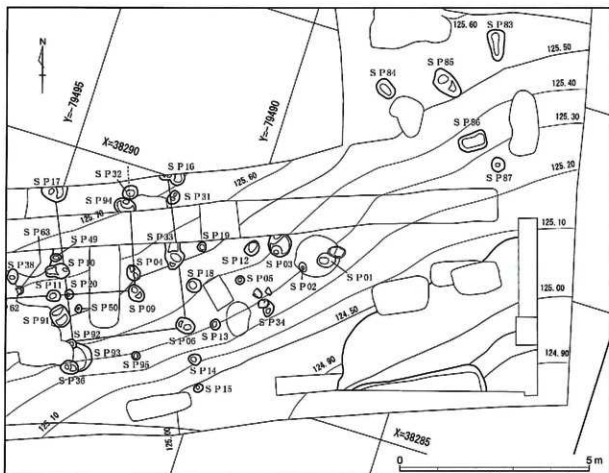 125.60
S P83
125.50
N
S P84
S P85
125.40
Y=-79495
Y=-79490
125.30
S P86
X=38290
S P87
S P16
S P32
125.60
125.20
S P17
S P31
S P94
125.70
125.10
S P63
S P33
S P19
S P49
S P12
S P38
S P10
S P04
S P03
S P01
S P18
S P05
S P02
125.00
S P11
S P20
S P09
S P50
124.50
S P34
S P91
S P06
S P13
S P92
S P93
S P95
S P14
124.90
124.90
S P36
S P15
125.10
125.00
X=38285
0
5 m